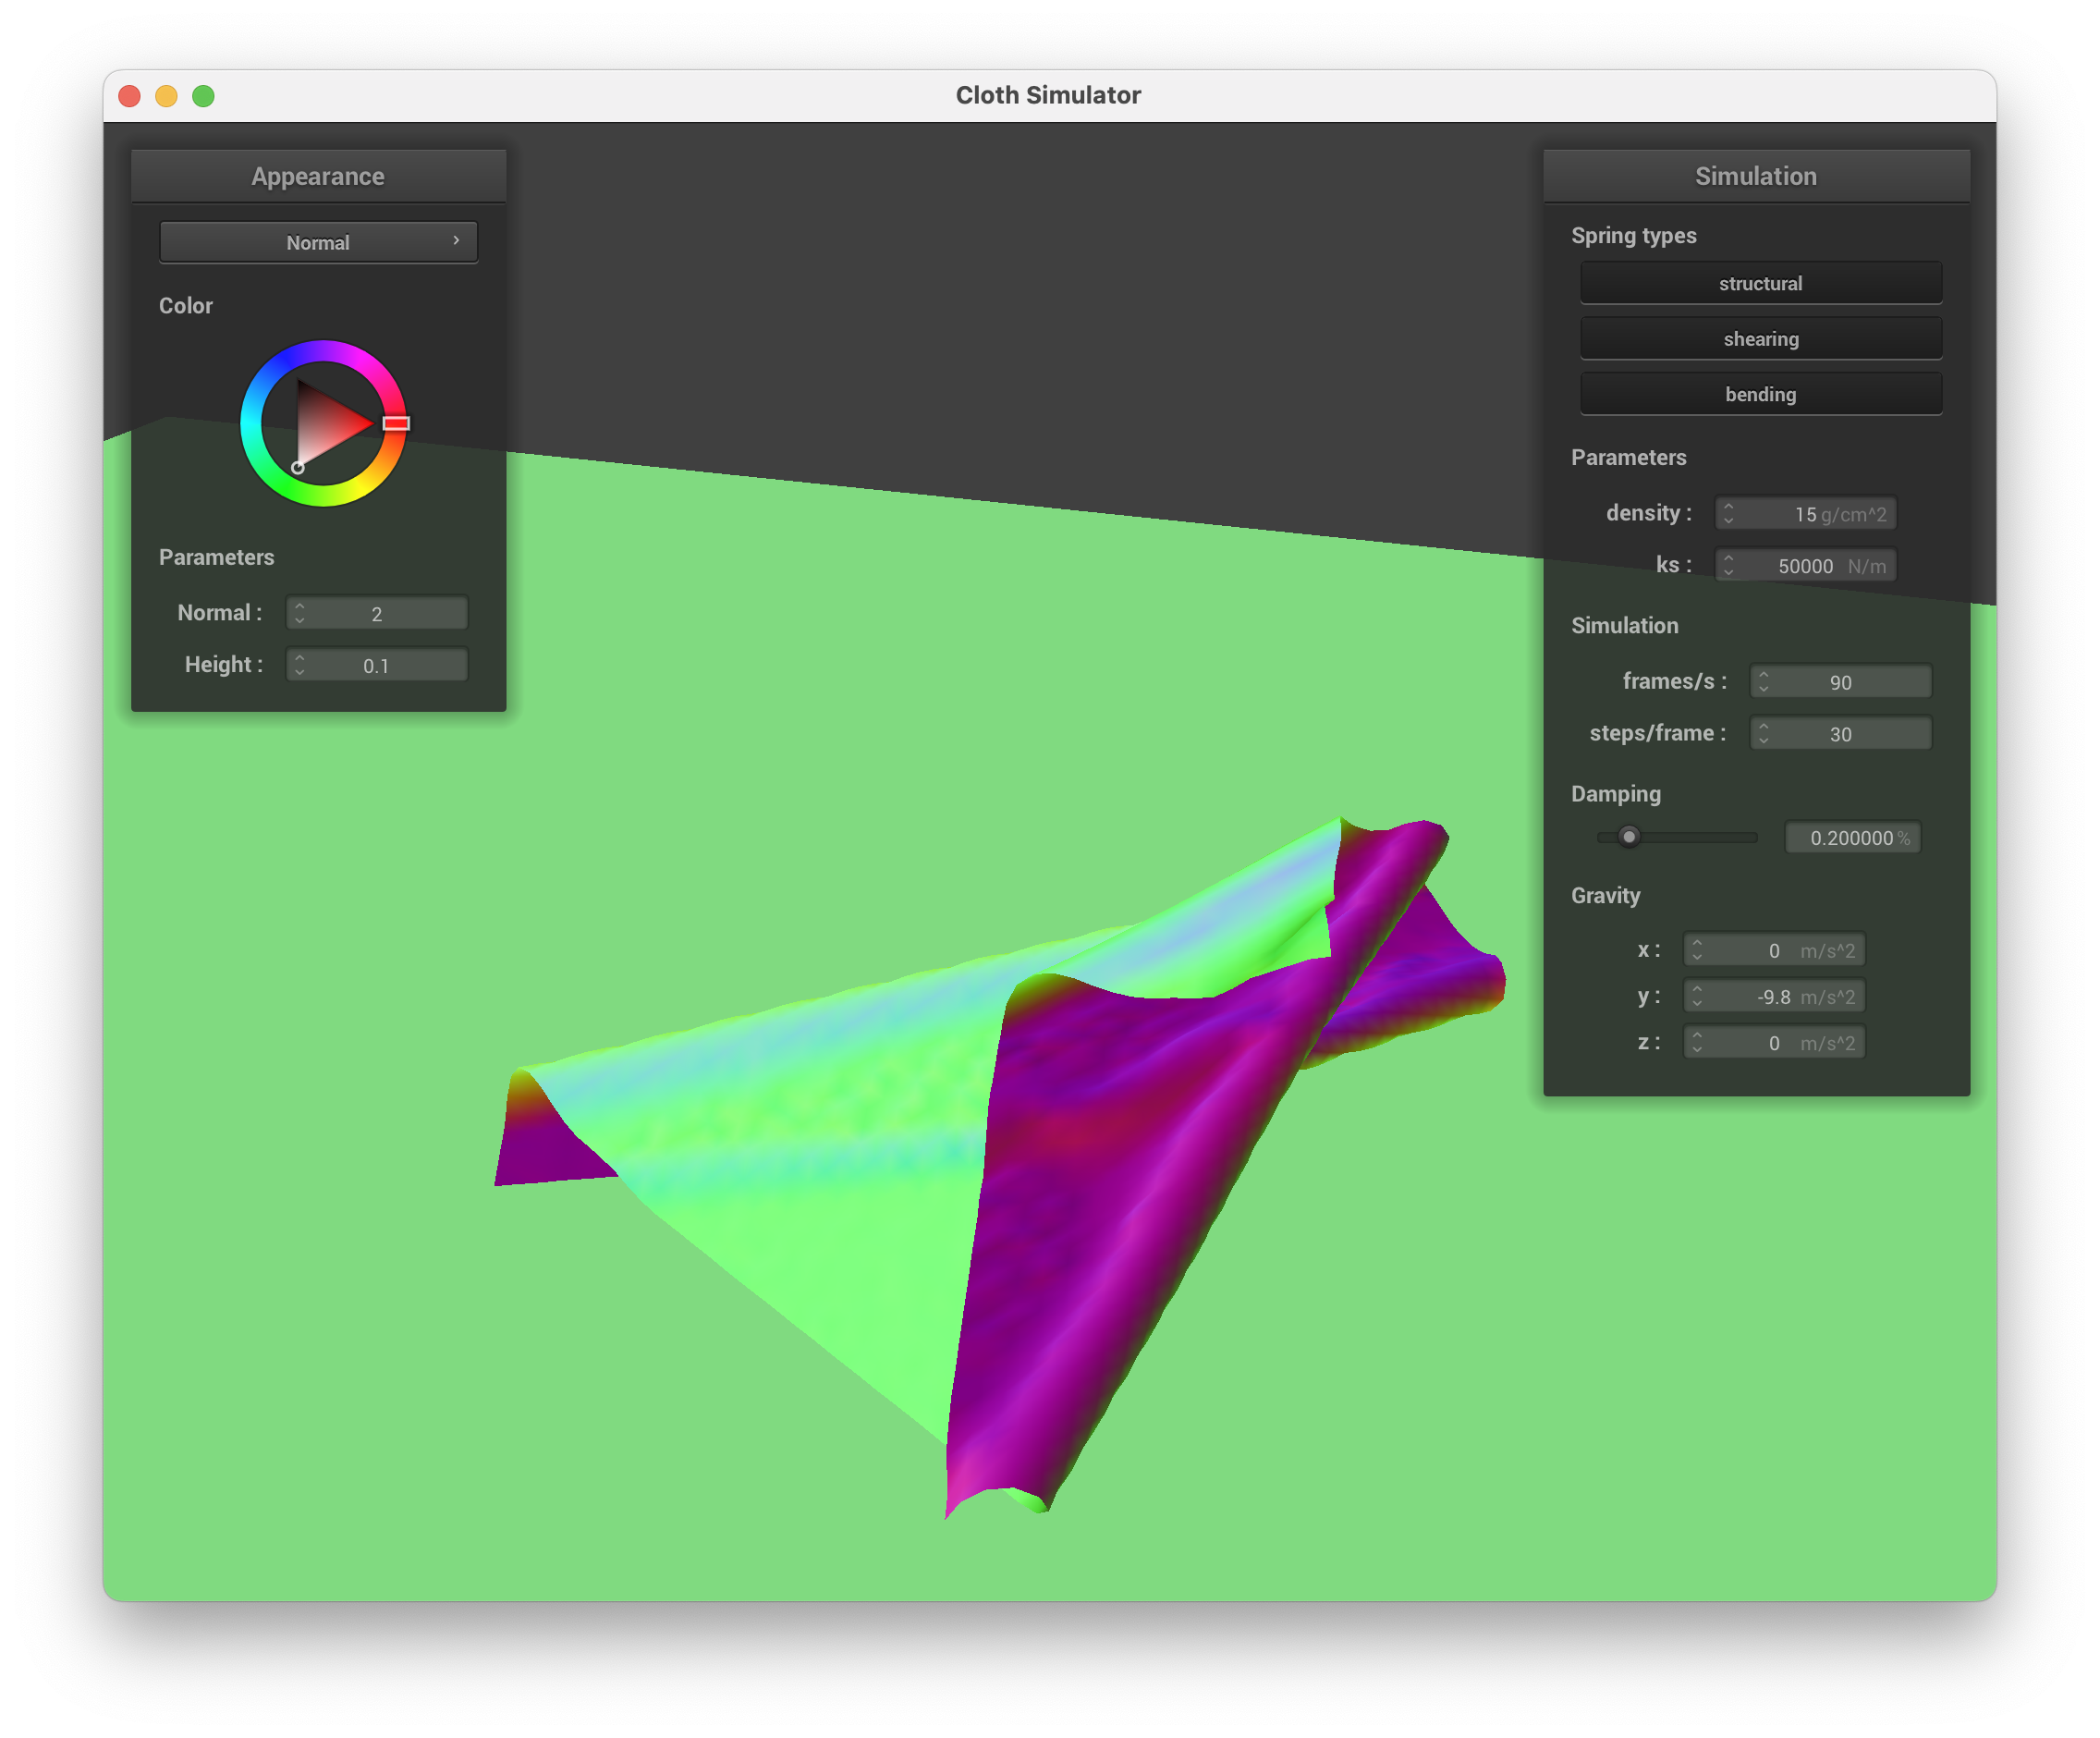 Cloth Simulator
Appearance
Normal
Color
Parameters
Normal : 2
Height : 0.1
Simulation
Spring types
structural
shearing
bending
Parameters
density : 15 g/cm^2
ks : 50000 N/m
Simulation
frames/s : 90
steps/frame : 30
Damping
0.200000 %
Gravity
x : 0 m/s^2
y : -9.8 m/s^2
z : 0 m/s^2